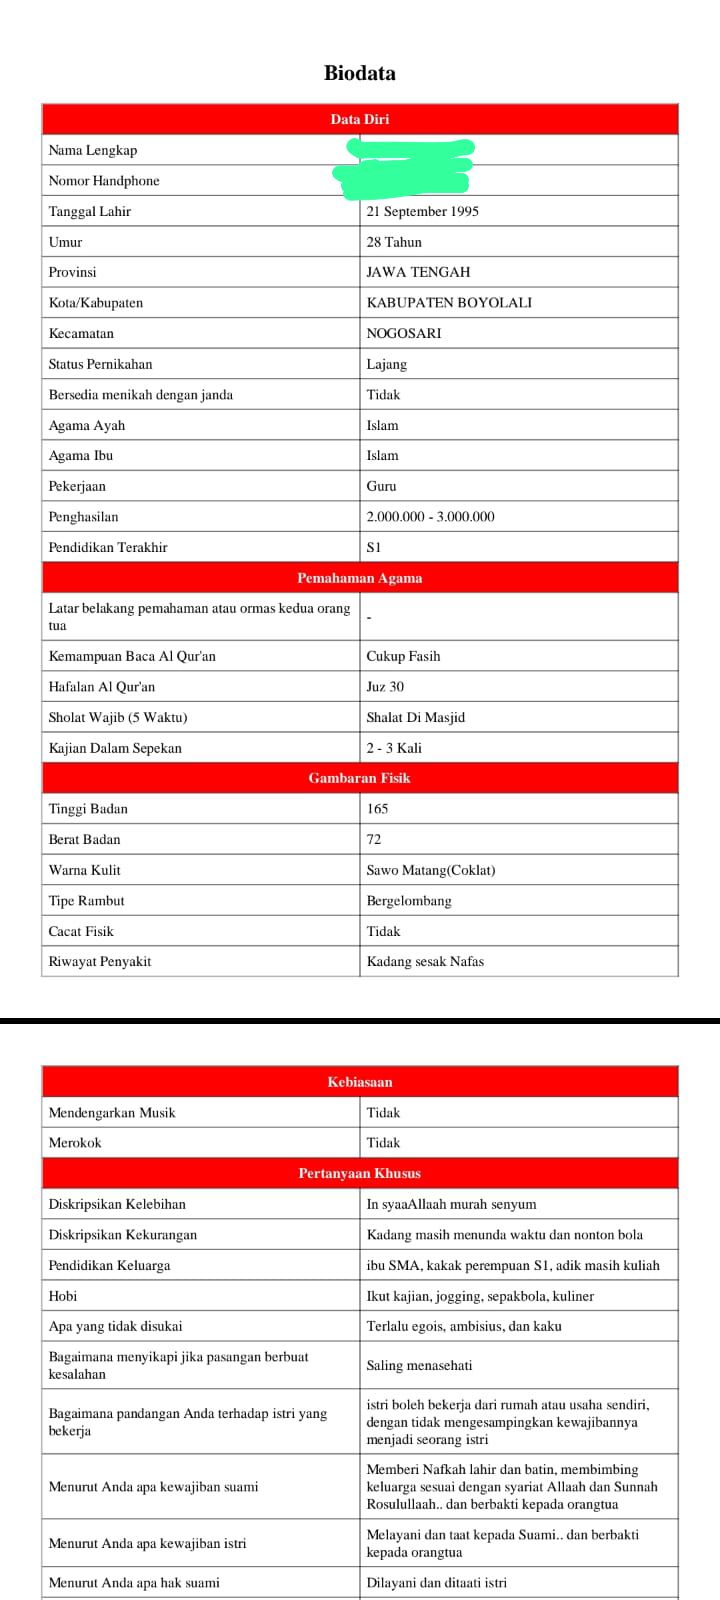 Biodata
Data Diri
Nama Lengkap
Nomor Handphone
Tanggal Lahir 21 September 1995
Umur 28 Tahun
Provinsi JAWA TENGAH
Kota/Kabupaten KABUPATEN BOYOLALI
Kecamatan NOGOSARI
Status Pernikahan Lajang
Bersedia menikah dengan janda Tidak
Agama Ayah Islam
Agama Ibu Islam
Pekerjaan Guru
Penghasilan 2.000.000 - 3.000.000
Pendidikan Terakhir S1
Pemahaman Agama
Latar belakang pemahaman atau ormas kedua orang
tua -
Kemampuan Baca Al Qur'an Cukup Fasih
Hafalan Al Qur'an Juz 30
Sholat Wajib (5 Waktu) Shalat Di Masjid
Kajian Dalam Sepekan 2 - 3 Kali
Gambaran Fisik
Tinggi Badan 165
Berat Badan 72
Warna Kulit Sawo Matang(Coklat)
Tipe Rambut Bergelombang
Cacat Fisik Tidak
Riwayat Penyakit Kadang sesak Nafas
Kebiasaan
Mendengarkan Musik Tidak
Merokok Tidak
Pertanyaan Khusus
Diskripsikan Kelebihan In syaaAllaah murah senyum
Diskripsikan Kekurangan Kadang masih menunda waktu dan nonton bola
Pendidikan Keluarga ibu SMA, kakak perempuan S1, adik masih kuliah
Hobi Ikut kajian, jogging, sepakbola, kuliner
Apa yang tidak disukai Terlalu egois, ambisius, dan kaku
Bagaimana menyikapi jika pasangan berbuat
kesalahan
Saling menasehati
Bagaimana pandangan Anda terhadap istri yang
bekerja
istri boleh bekerja dari rumah atau usaha sendiri,
dengan tidak mengesampingkan kewajibannya
menjadi seorang istri
Menurut Anda apa kewajiban suami
Memberi Nafkah lahir dan batin, membimbing
keluarga sesuai dengan syariat Allaah dan Sunnah
Rosulullaah.. dan berbakti kepada orangtua
Menurut Anda apa kewajiban istri
Melayani dan taat kepada Suami.. dan berbakti
kepada orangtua
Menurut Anda apa hak suami Dilayani dan ditaati istri